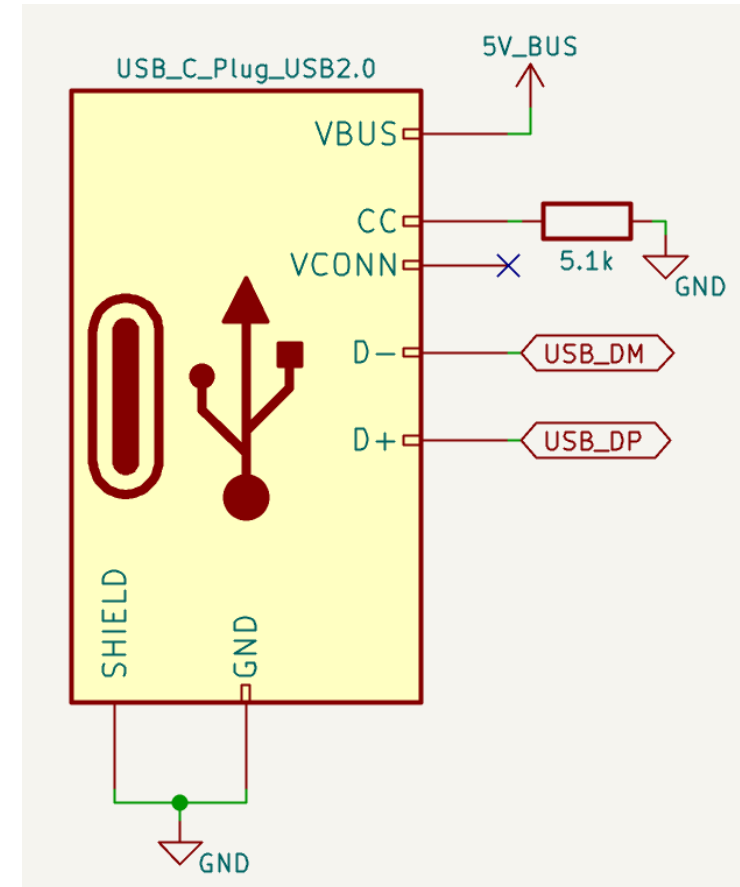 5V_BUS
USB_C_Plug_USB2.0
VBUS
CC
5.1k
VCONN
GND
D-
USB_DM
D+
USB_DP
SHIELD
GND
GND